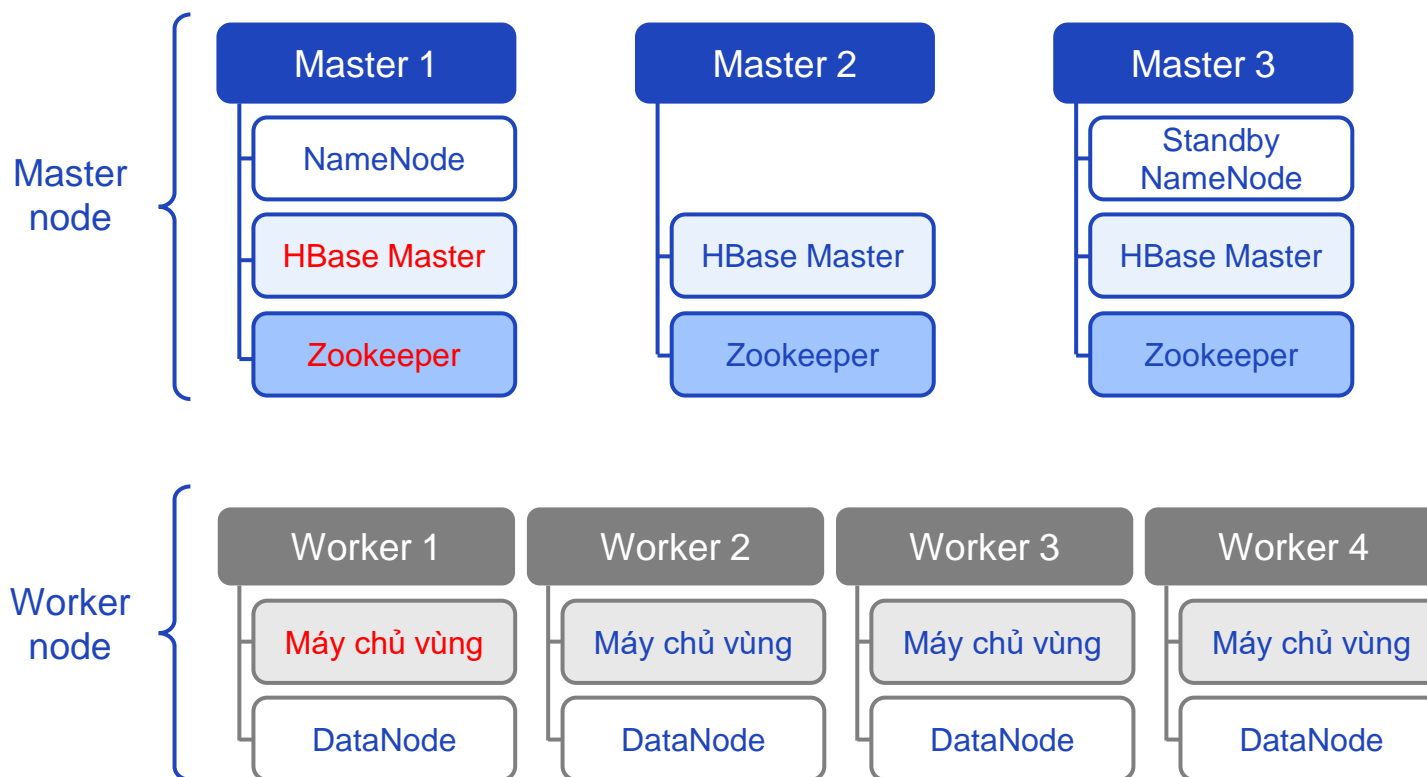 Master 1
Master 2
Master 3
Master
node
NameNode
Standby
NameNode
HBase Master
HBase Master
HBase Master
Zookeeper
Zookeeper
Zookeeper
Worker 1
Worker 2
Worker 3
Worker 4
Worker
node
Máy chủ vùng
Máy chủ vùng
Máy chủ vùng
Máy chủ vùng
DataNode
DataNode
DataNode
DataNode